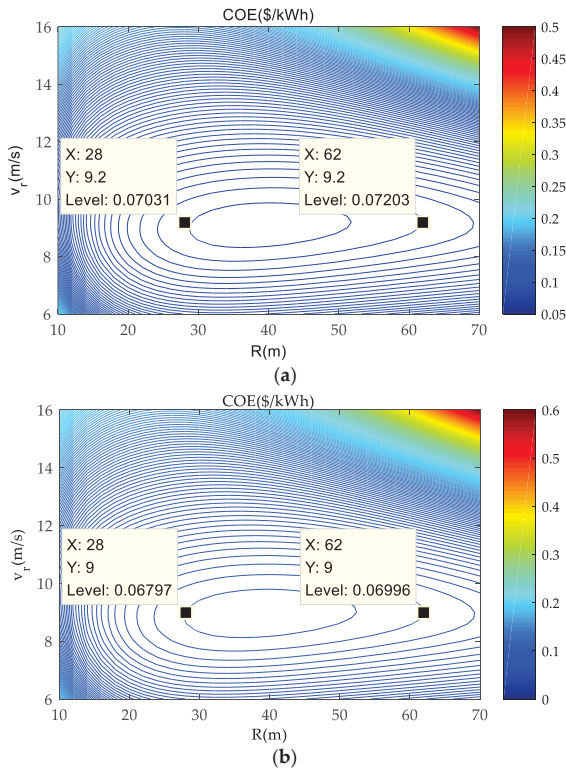 COE($/kWh)
16
14
12
10
8
6
v_r(m/s)
X: 28
Y: 9.2
Level: 0.07031
X: 62
Y: 9.2
Level: 0.07203
10 20 30 40 50 60 70
R(m)
0.5
0.45
0.4
0.35
0.3
0.25
0.2
0.15
0.1
0.05
(a)
COE($/kWh)
16
14
12
10
8
6
v_r(m/s)
X: 28
Y: 9
Level: 0.06797
X: 62
Y: 9
Level: 0.06996
10 20 30 40 50 60 70
R(m)
0.6
0.5
0.4
0.3
0.2
0.1
0
(b)